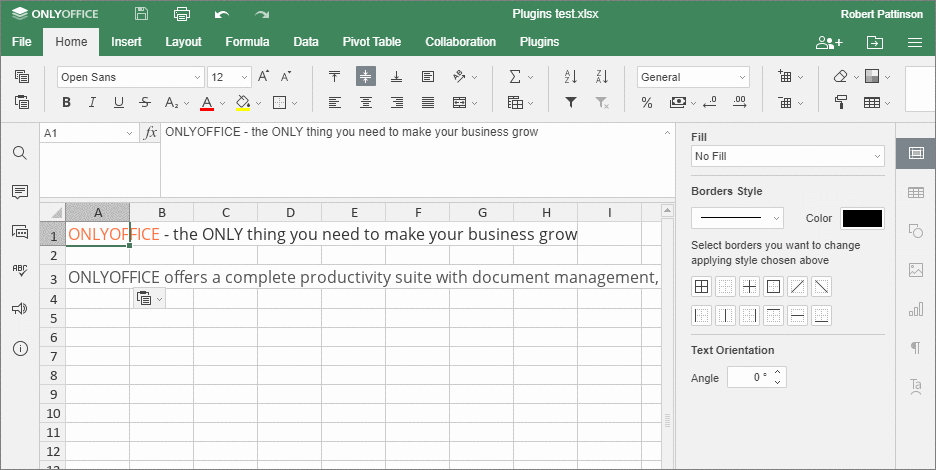 ONLYOFFICE
Plugins test.xlsx
Robert Pattinson
File Home Insert Layout Formula Data Pivot Table Collaboration Plugins
Open Sans 12 General
B I U S A₂ A
% .0 .00
A1 fx ONLYOFFICE - the ONLY thing you need to make your business grow
Fill
No Fill
Borders Style
Color
Select borders you want to change
applying style chosen above
Text Orientation
Angle 0 °
A B C D E F G H I
1 ONLYOFFICE - the ONLY thing you need to make your business grow
2
3 ONLYOFFICE offers a complete productivity suite with document management,
4
5
6
7
8
9
10
11
12